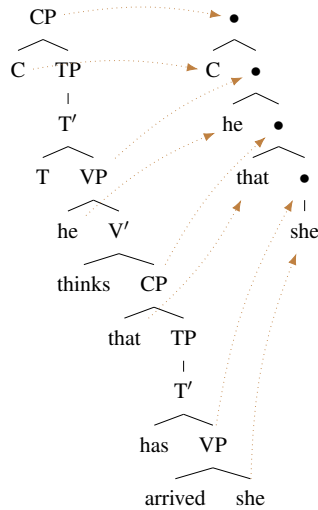 CP •
C TP C •
T′ he •
T VP that •
he V′ she
thinks CP
that TP
T′
has VP
arrived she